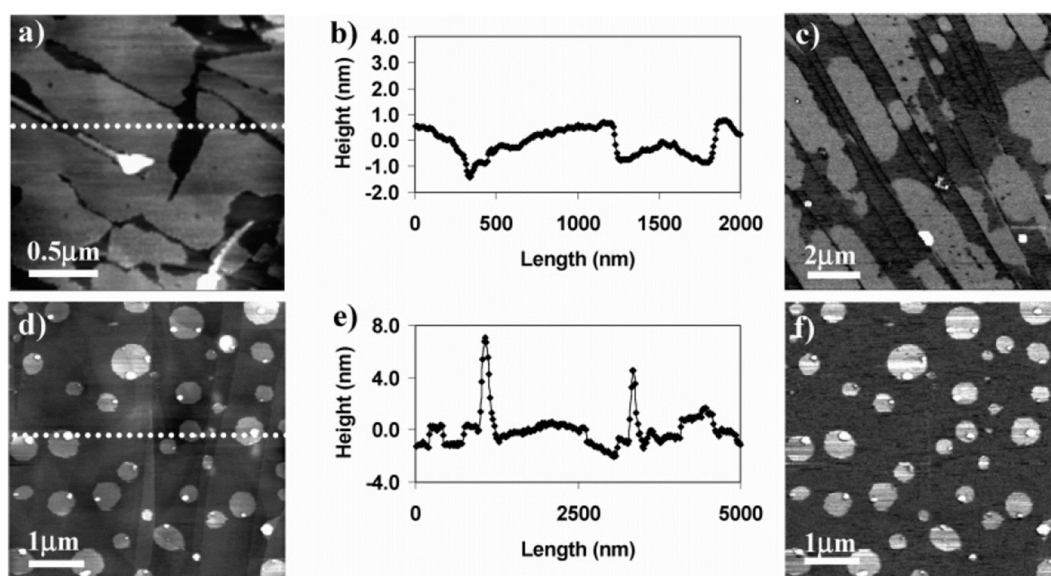 a)
0.5μm
b)
Height (nm)
4.0
3.0
2.0
1.0
0.0
-1.0
-2.0
0 500 1000 1500 2000
Length (nm)
c)
2μm
d)
1μm
e)
Height (nm)
8.0
4.0
0.0
-4.0
0 2500 5000
Length (nm)
f)
1μm